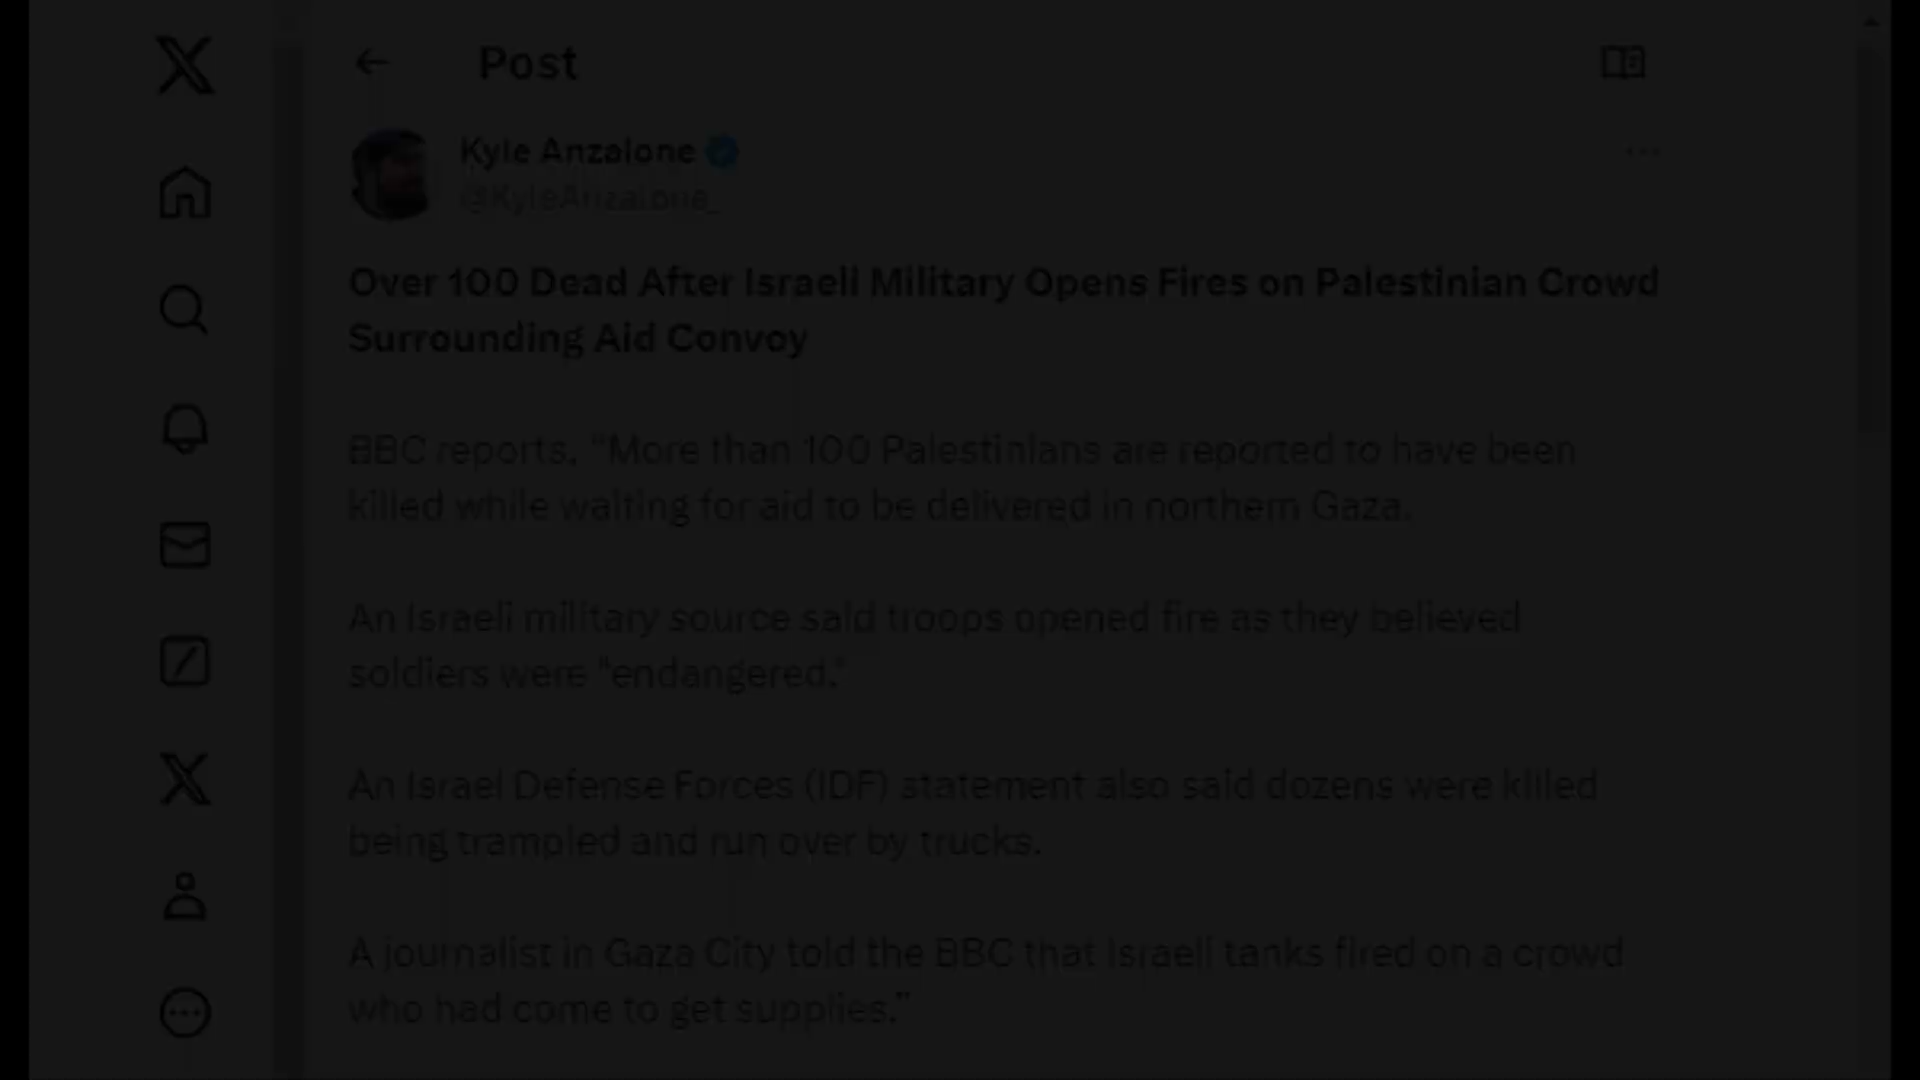 Post
Kyle Anzalone
@KyleAnzalone_
Over 100 Dead After Israeli Military Opens Fires on Palestinian Crowd
Surrounding Aid Convoy
BBC reports, "More than 100 Palestinians are reported to have been
killed while waiting for aid to be delivered in northern Gaza.
An Israeli military source said troops opened fire as they believed
soldiers were "endangered."
An Israel Defense Forces (IDF) statement also said dozens were killed
being trampled and run over by trucks.
A journalist in Gaza City told the BBC that Israeli tanks fired on a crowd
who had come to get supplies."